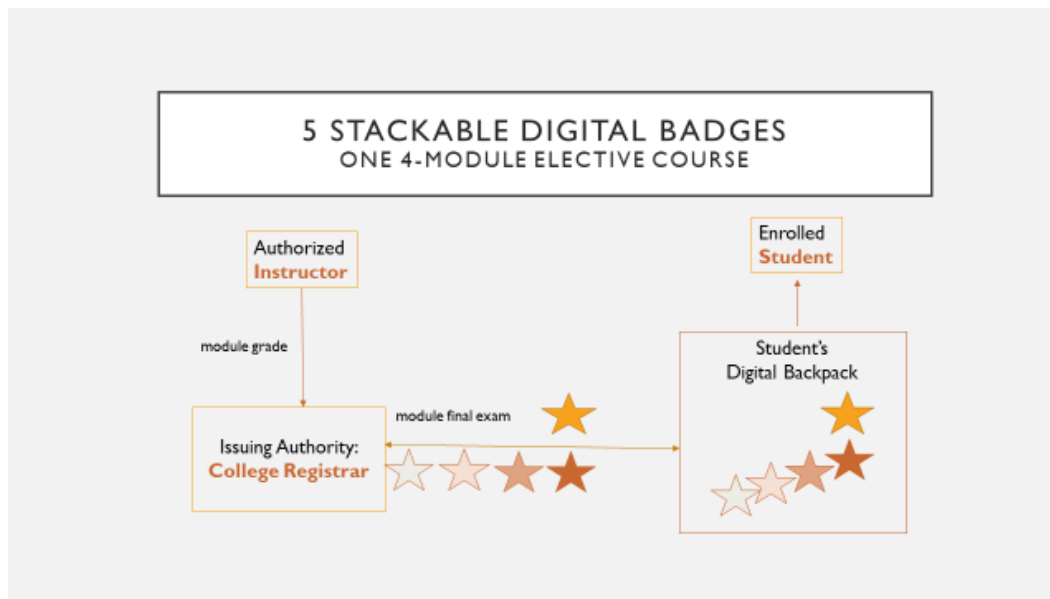 5 STACKABLE DIGITAL BADGES
ONE 4-MODULE ELECTIVE COURSE
Authorized
Instructor
Enrolled
Student
module grade
Student's
Digital Backpack
module final exam
Issuing Authority:
College Registrar